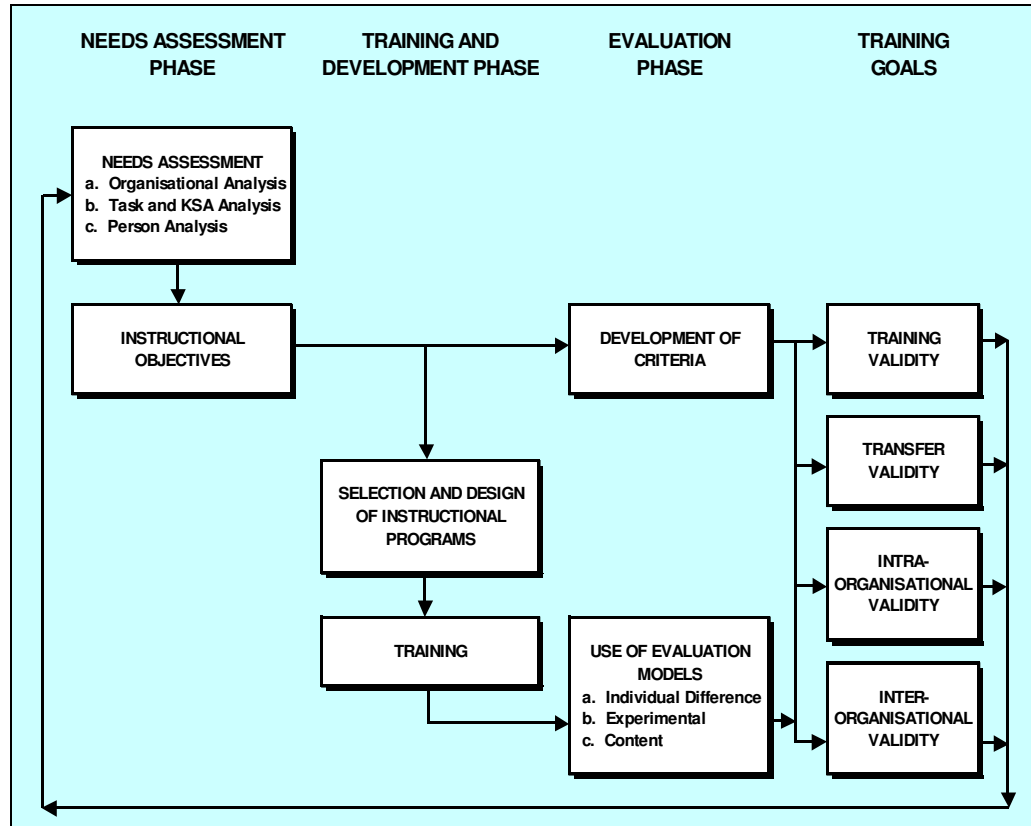 NEEDS ASSESSMENT
PHASE
TRAINING AND
DEVELOPMENT PHASE
EVALUATION
PHASE
TRAINING
GOALS
NEEDS ASSESSMENT
a. Organisational Analysis
b. Task and KSA Analysis
c. Person Analysis
INSTRUCTIONAL
OBJECTIVES
SELECTION AND DESIGN
OF INSTRUCTIONAL
PROGRAMS
TRAINING
DEVELOPMENT OF
CRITERIA
USE OF EVALUATION
MODELS
a. Individual Difference
b. Experimental
c. Content
TRAINING
VALIDITY
TRANSFER
VALIDITY
INTRA-
ORGANISATIONAL
VALIDITY
INTER-
ORGANISATIONAL
VALIDITY